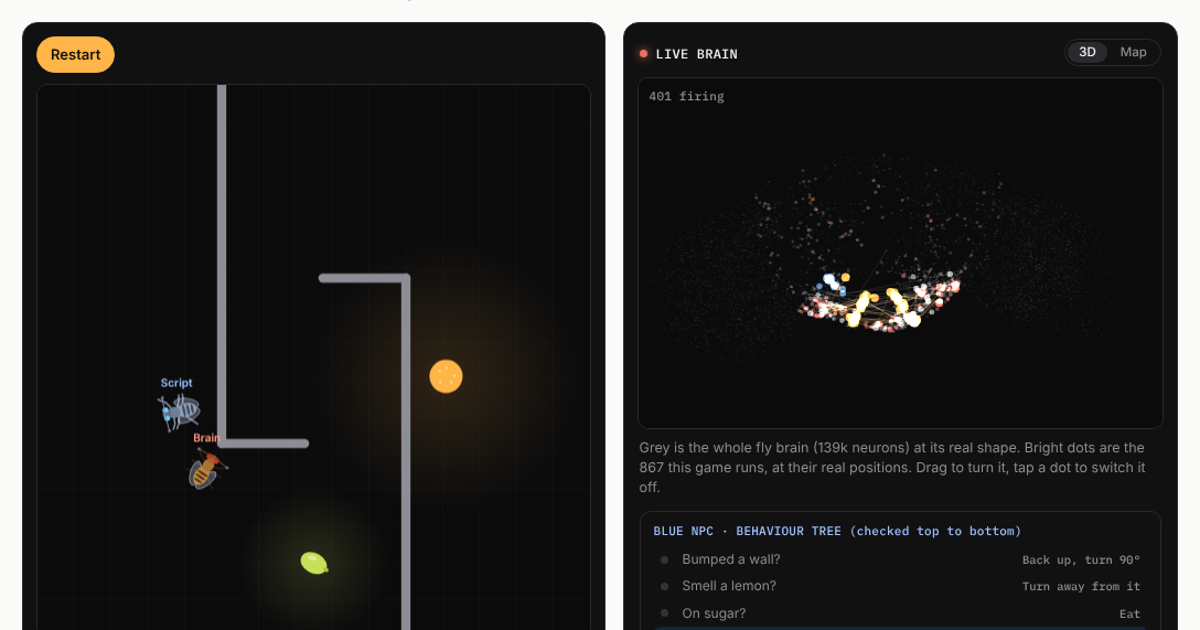 Restart
Script
Brain
LIVE BRAIN
3D
Map
401 firing
Grey is the whole fly brain (139k neurons) at its real shape. Bright dots are the
867 this game runs, at their real positions. Drag to turn it, tap a dot to switch it
off.
BLUE NPC · BEHAVIOUR TREE (checked top to bottom)
Bumped a wall? Back up, turn 90°
Smell a lemon? Turn away from it
On sugar? Eat